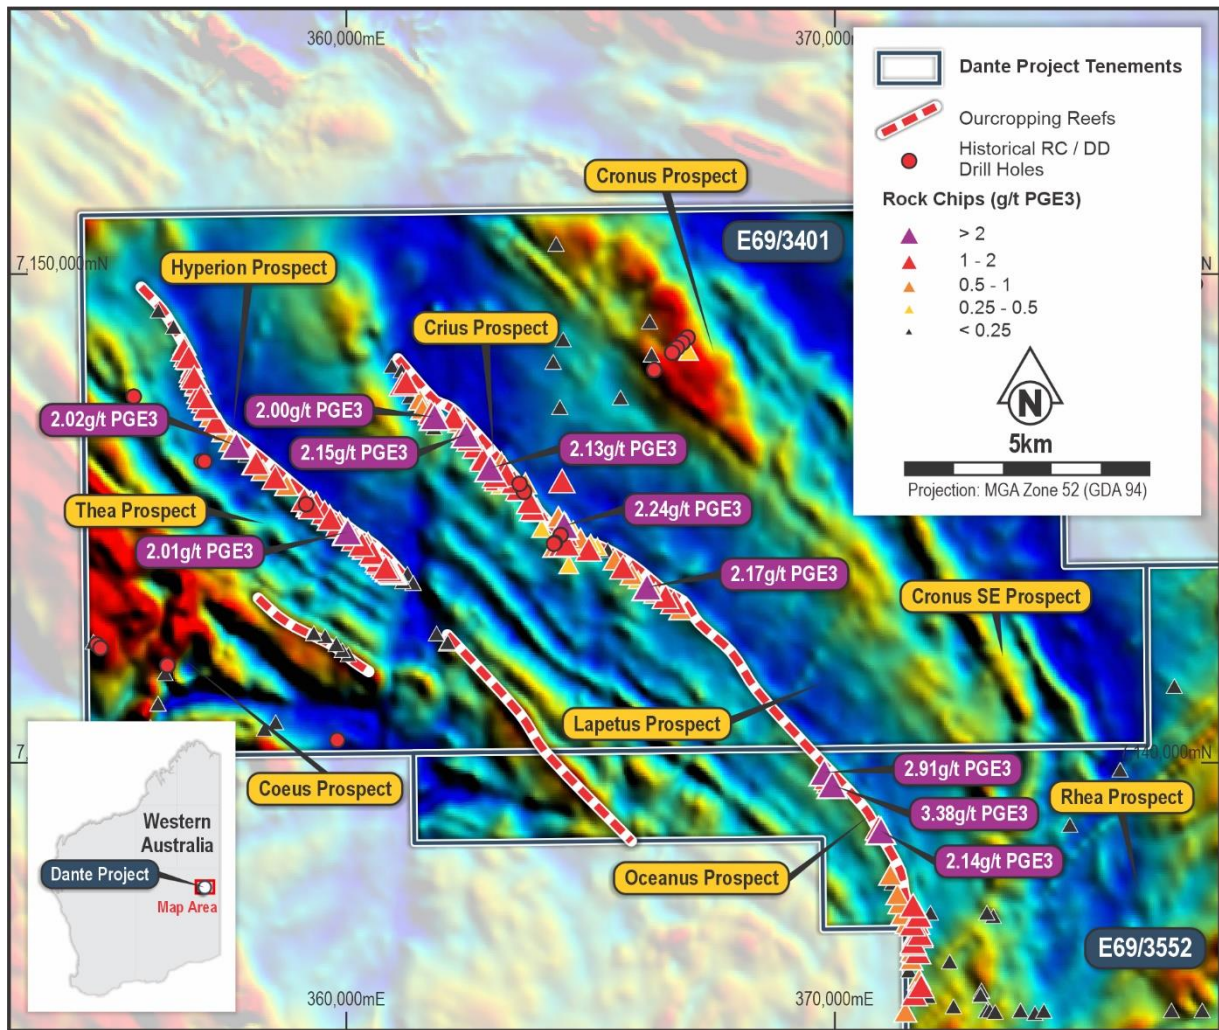 360,000mE
370,000m
Dante Project Tenements
Ourcropping Reefs
Historical RC / DD
Drill Holes
Rock Chips (g/t PGE3)
> 2
1 - 2
0.5 - 1
0.25 - 0.5
< 0.25
N
5km
Projection: MGA Zone 52 (GDA 94)
Cronus Prospect
E69/3401
7,150,000mN
N
Hyperion Prospect
Crius Prospect
2.00g/t PGE3
2.02g/t PGE3
2.15g/t PGE3
2.13g/t PGE3
Thea Prospect
2.24g/t PGE3
2.01g/t PGE3
2.17g/t PGE3
Cronus SE Prospect
Lapetus Prospect
7,
7,140,000mN
2.91g/t PGE3
Coeus Prospect
3.38g/t PGE3
Rhea Prospect
2.14g/t PGE3
Oceanus Prospect
Western
Australia
Dante Project
Map Area
E69/3552
360,000mE
370,000mE